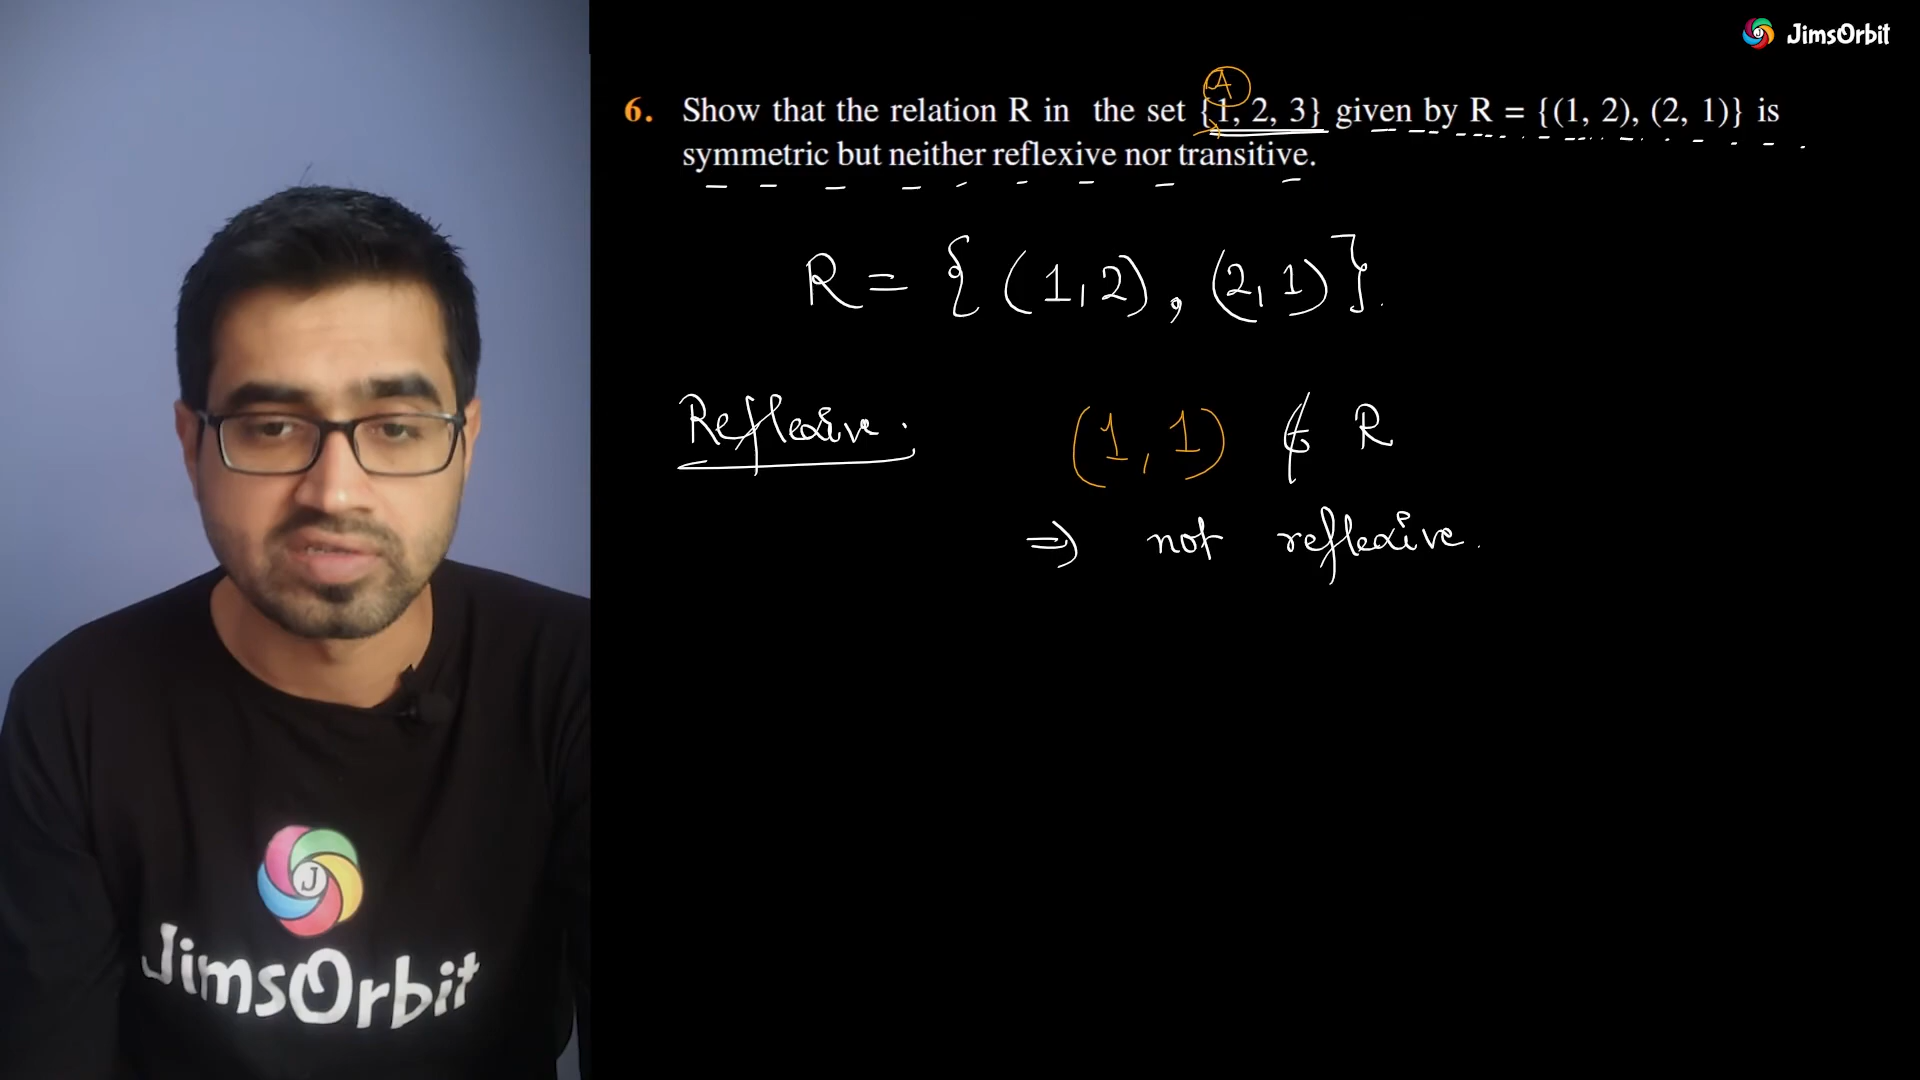 JimsOrbit
A
6. Show that the relation R in the set {1, 2, 3} given by R = {(1, 2), (2, 1)} is
symmetric but neither reflexive nor transitive.
R = { (1,2), (2,1) }.
Reflexive.
(1, 1) ∉ R
⇒ not reflexive.
J
JimsOrbit